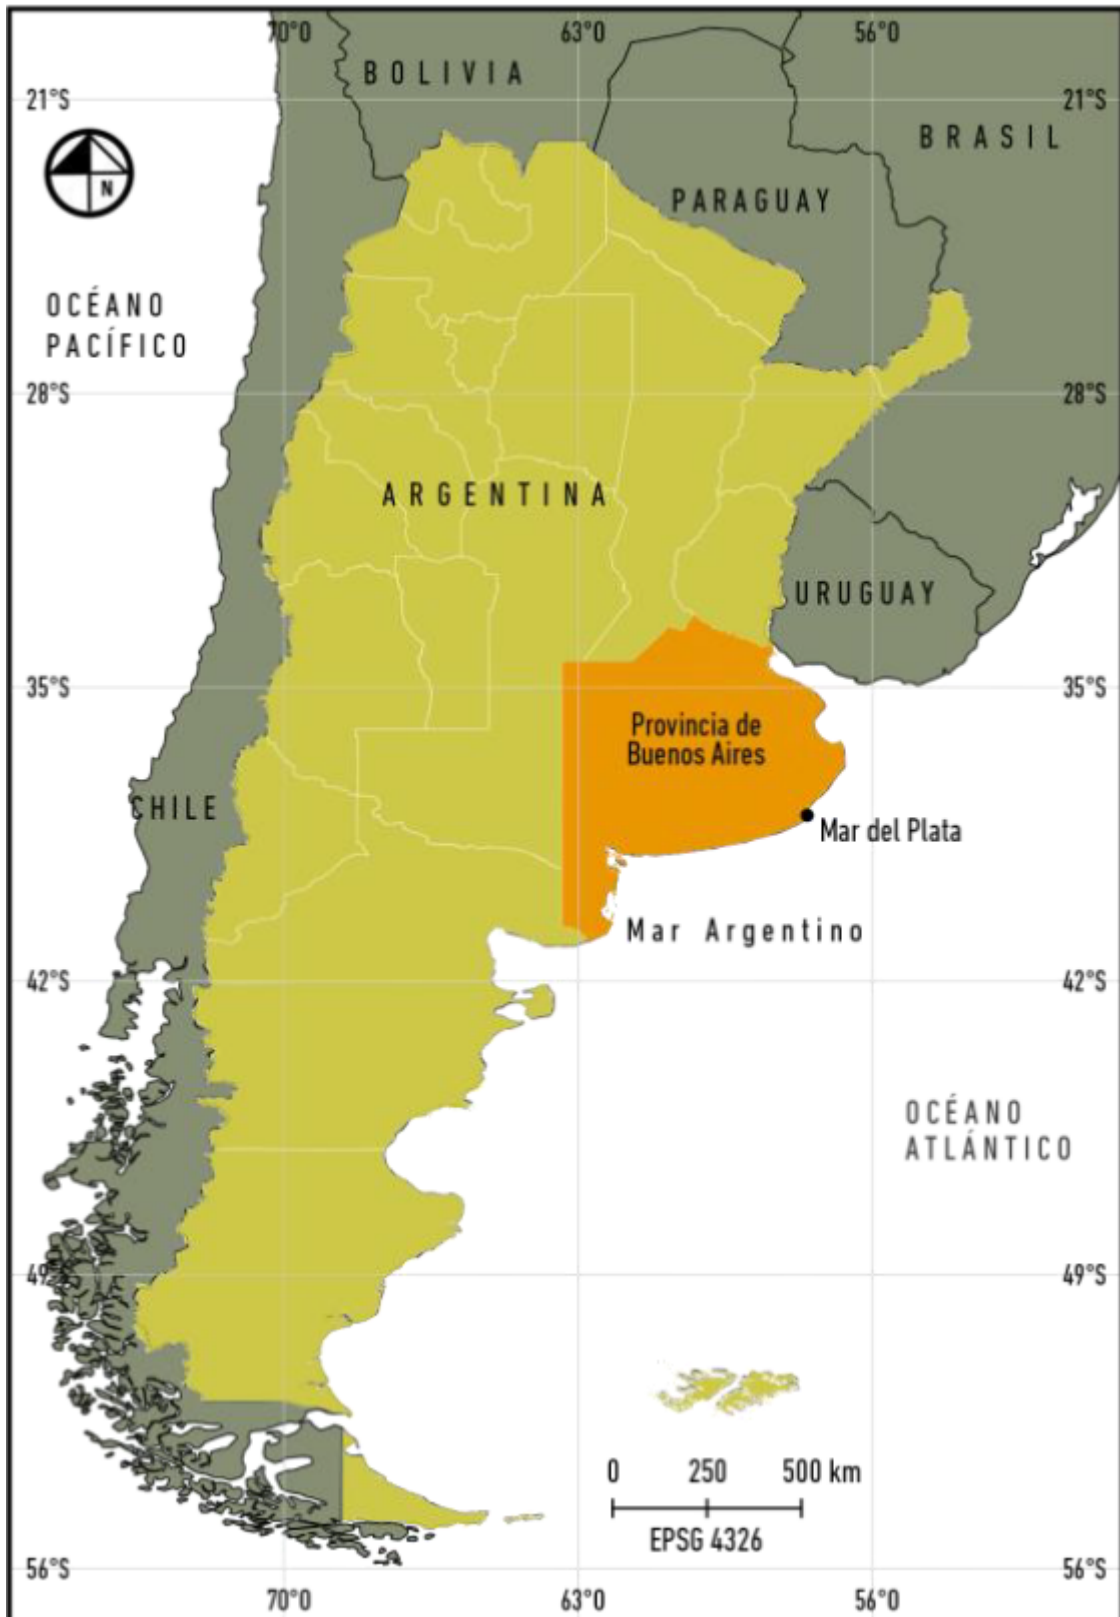 70°0 63°0 56°0
BOLIVIA
21°S 21°S
BRASIL
N
PARAGUAY
OCÉANO
PACÍFICO
28°S 28°S
ARGENTINA
URUGUAY
35°S 35°S
Provincia de
Buenos Aires
CHILE
Mar del Plata
Mar Argentino
42°S 42°S
OCÉANO
ATLÁNTICO
49° 49°S
0 250 500 km
EPSG 4326
56°S 56°S
70°0 63°0 56°0